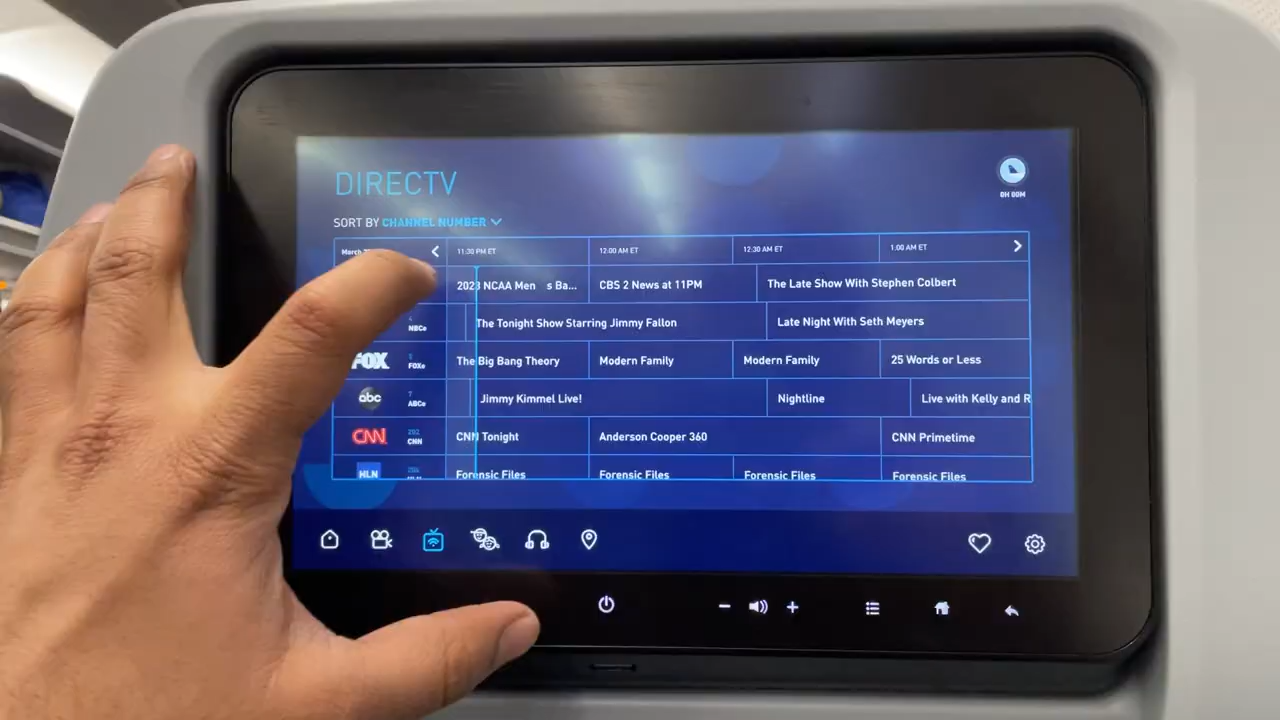 DIRECTV
0H 00M
SORT BY CHANNEL NUMBER
March 11:30 PM ET 12:00 AM ET 12:30 AM ET 1:00 AM ET
2023 NCAA Men s Ba... CBS 2 News at 11PM The Late Show With Stephen Colbert
NBCe The Tonight Show Starring Jimmy Fallon Late Night With Seth Meyers
FOX FOXe The Big Bang Theory Modern Family Modern Family 25 Words or Less
abc 7 ABCe Jimmy Kimmel Live! Nightline Live with Kelly and R
CNN 202 CNN CNN Tonight Anderson Cooper 360 CNN Primetime
HLN Forensic Files Forensic Files Forensic Files Forensic Files